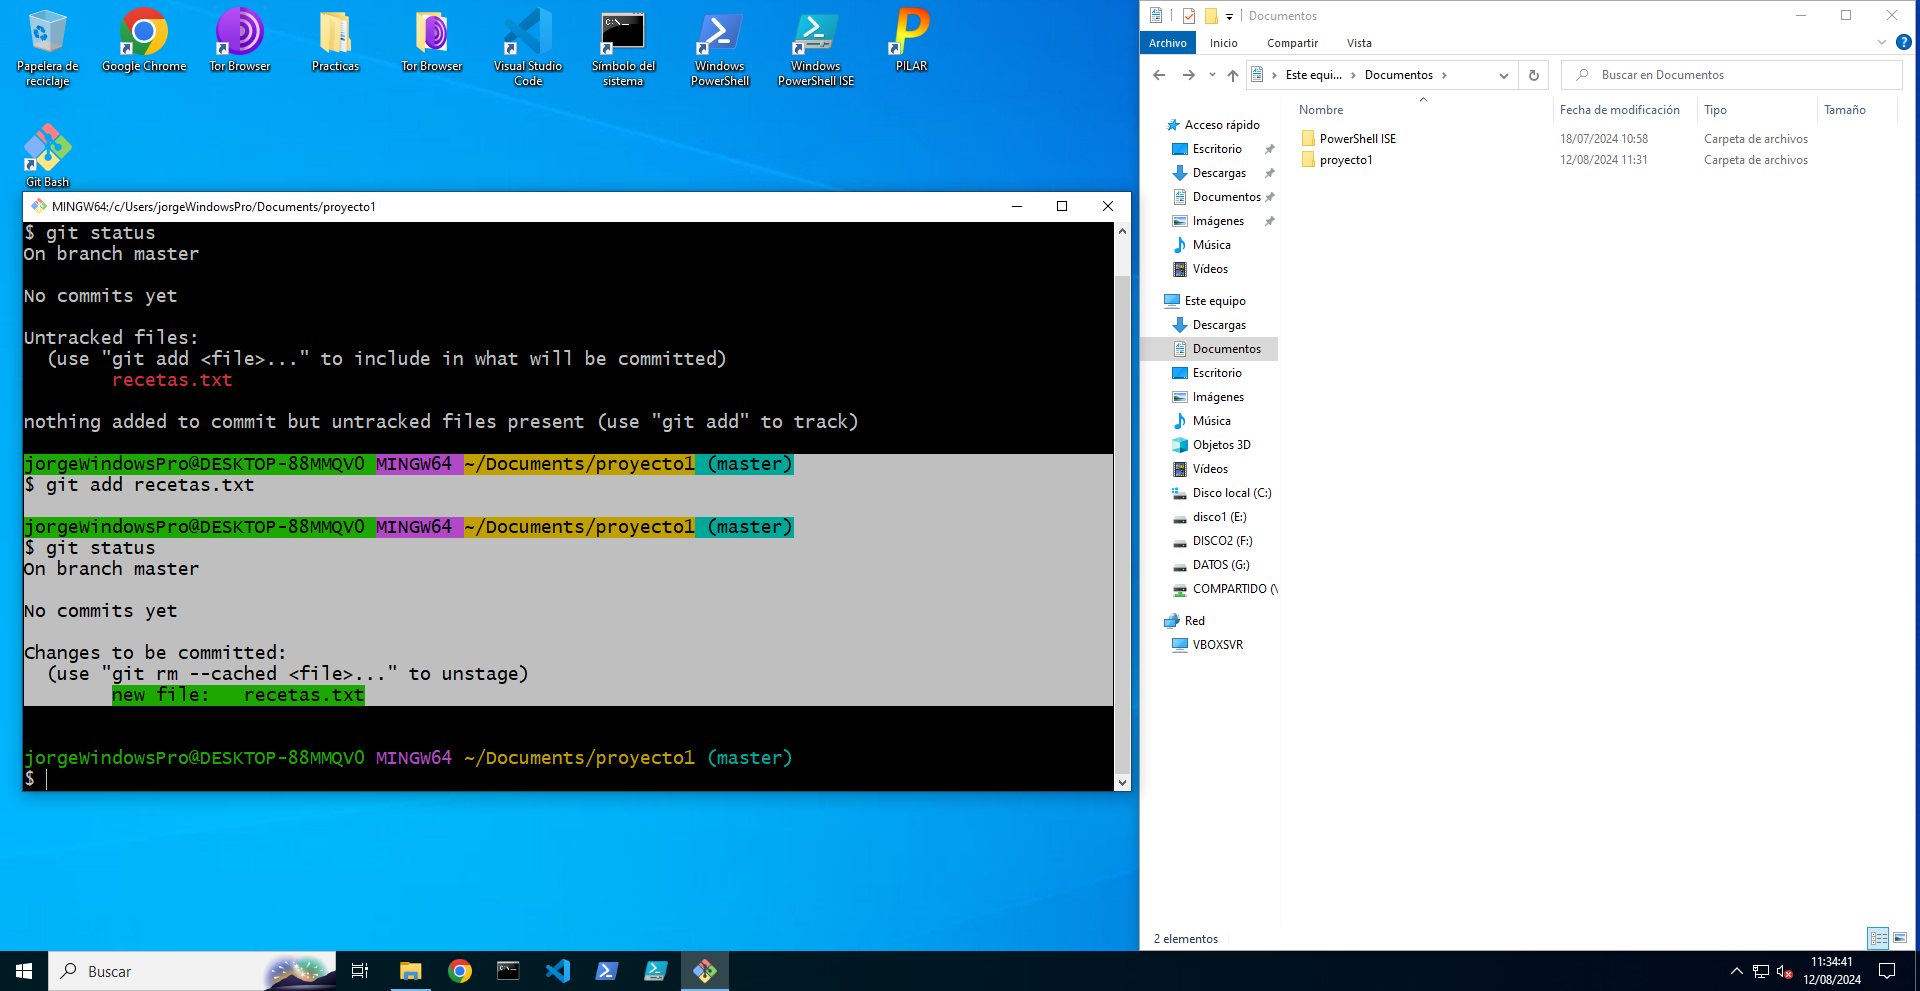 Papelera de reciclaje
Google Chrome
Tor Browser
Practicas
Tor Browser
Visual Studio Code
Símbolo del sistema
Windows PowerShell
Windows PowerShell ISE
PILAR
Git Bash
MINGW64:/c/Users/jorgeWindowsPro/Documents/proyecto1
$ git status
On branch master
No commits yet
Untracked files:
(use "git add <file>..." to include in what will be committed)
recetas.txt
nothing added to commit but untracked files present (use "git add" to track)
jorgeWindowsPro@DESKTOP-88MMQV0 MINGW64 ~/Documents/proyecto1 (master)
$ git add recetas.txt
jorgeWindowsPro@DESKTOP-88MMQV0 MINGW64 ~/Documents/proyecto1 (master)
$ git status
On branch master
No commits yet
Changes to be committed:
(use "git rm --cached <file>..." to unstage)
new file:   recetas.txt
jorgeWindowsPro@DESKTOP-88MMQV0 MINGW64 ~/Documents/proyecto1 (master)
$
Documentos
Archivo Inicio Compartir Vista
Este equi... Documentos
Buscar en Documentos
Nombre Fecha de modificación Tipo Tamaño
PowerShell ISE 18/07/2024 10:58 Carpeta de archivos
proyecto1 12/08/2024 11:31 Carpeta de archivos
Acceso rápido
Escritorio
Descargas
Documentos
Imágenes
Música
Vídeos
Este equipo
Descargas
Documentos
Escritorio
Imágenes
Música
Objetos 3D
Vídeos
Disco local (C:)
disco1 (E:)
DISCO2 (F:)
DATOS (G:)
COMPARTIDO (\
Red
VBOXSVR
2 elementos
Buscar
11:34:41
12/08/2024